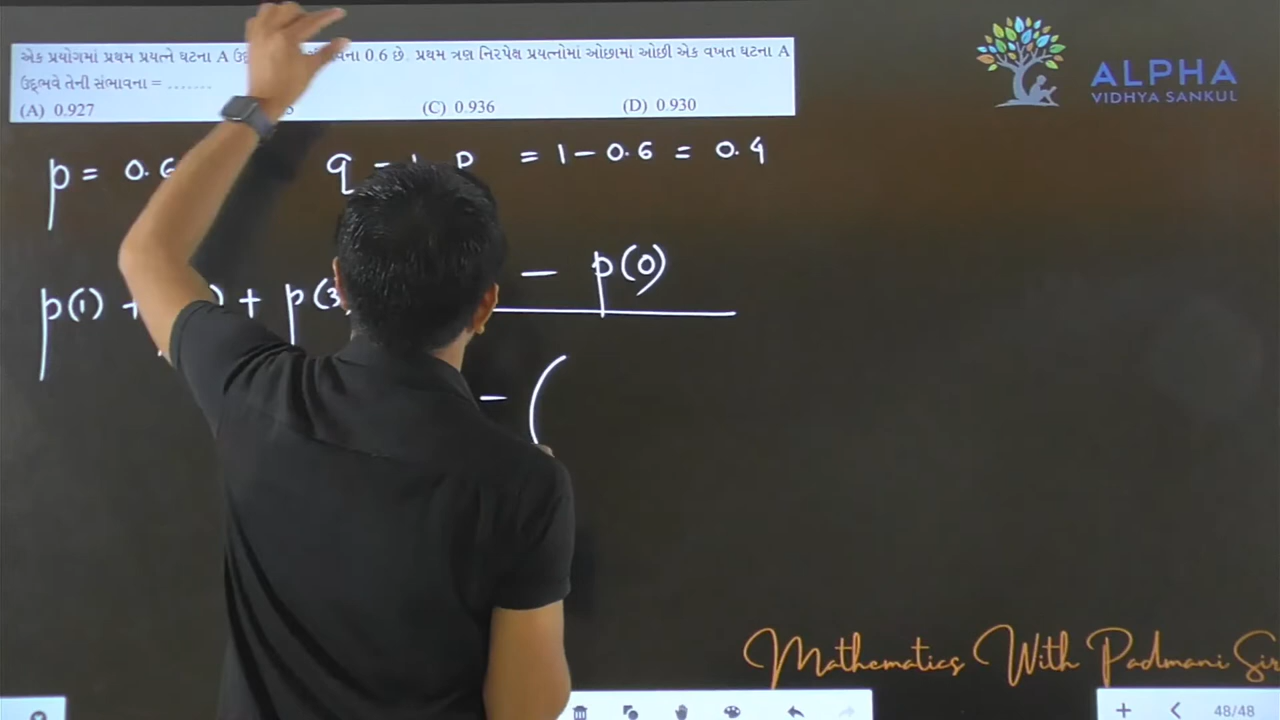 એક પ્રયોગમાં પ્રથમ પ્રયત્ને ઘટના A 0.6 છે. પ્રથમ ત્રણ નિરપેક્ષ પ્રયત્નોમાં ઓછામાં ઓછી એક વખત ઘટના A
ઉદ્ભવે તેની સંભાવના = .......
(A) 0.927 (C) 0.936 (D) 0.930
ALPHA
VIDHYA SANKUL
p = 0.6 q = 1 - 0.6 = 0.4
p(1) + + p(3 - p(0)
- (
Mathematics With Padmani Sir
48/48